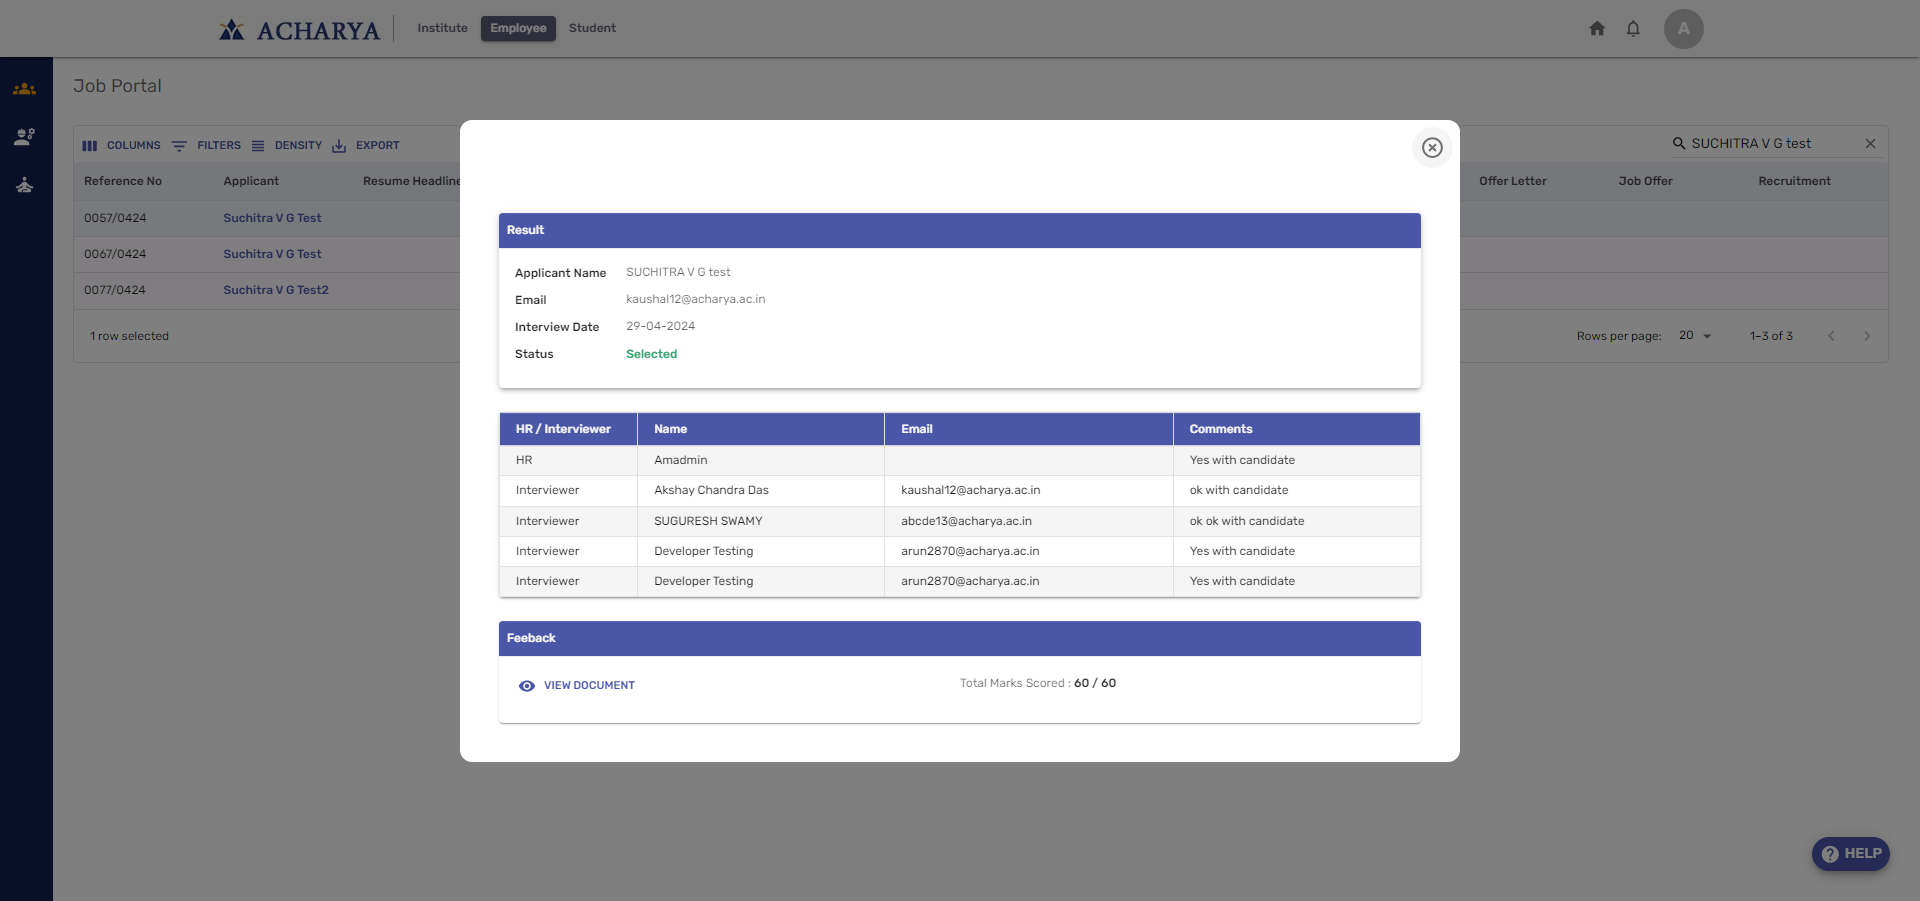 ACHARYA
Institute Employee Student
A
Job Portal
COLUMNS FILTERS DENSITY EXPORT
SUCHITRA V G test
Reference No Applicant Resume Headline Offer Letter Job Offer Recruitment
0057/0424 Suchitra V G Test
0067/0424 Suchitra V G Test
0077/0424 Suchitra V G Test2
1 row selected
Rows per page: 20 1–3 of 3
Result
Applicant Name SUCHITRA V G test
Email kaushal12@acharya.ac.in
Interview Date 29-04-2024
Status Selected
HR / Interviewer Name Email Comments
HR Amadmin Yes with candidate
Interviewer Akshay Chandra Das kaushal12@acharya.ac.in ok with candidate
Interviewer SUGURESH SWAMY abcde13@acharya.ac.in ok ok with candidate
Interviewer Developer Testing arun2870@acharya.ac.in Yes with candidate
Interviewer Developer Testing arun2870@acharya.ac.in Yes with candidate
Feeback
VIEW DOCUMENT Total Marks Scored : 60 / 60
HELP